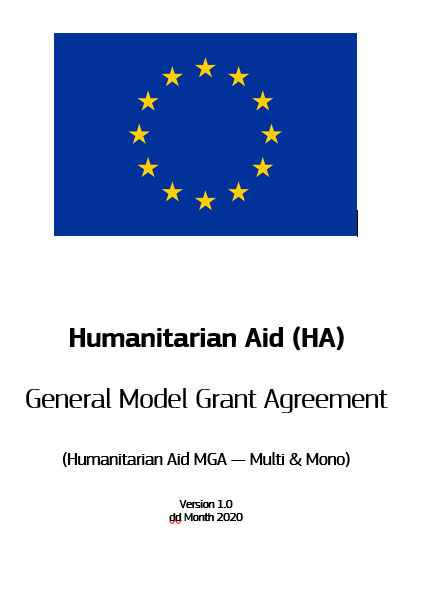 Humanitarian Aid (HA)
General Model Grant Agreement
(Humanitarian Aid MGA — Multi & Mono)
Version 1.0
dd Month 2020